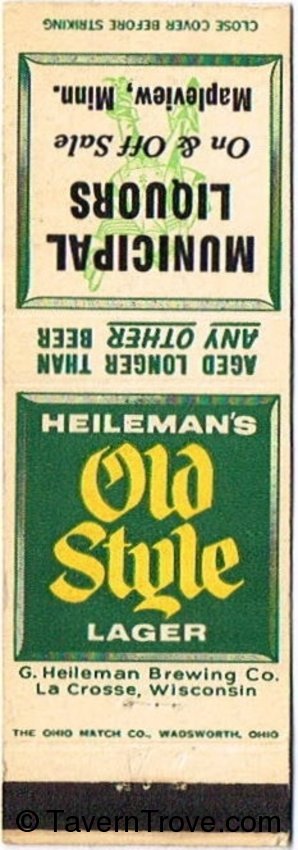 CLOSE COVER BEFORE STRIKING
MUNICIPAL
LIQUORS
On & Off Sale
Mapleview, Minn.
AGED LONGER THAN
ANY OTHER BEER
HEILEMAN'S
Old
Style
LAGER
G. Heileman Brewing Co.
La Crosse, Wisconsin
THE OHIO MATCH CO., WADSWORTH, OHIO
© TavernTrove.com